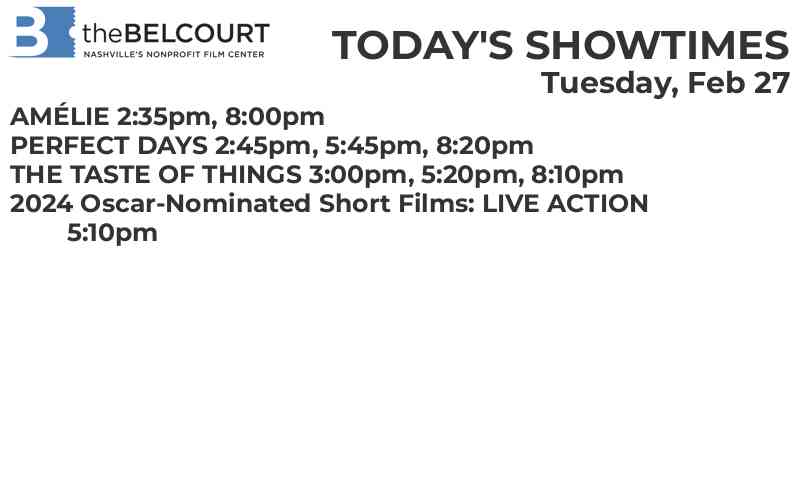 B theBELCOURT
NASHVILLE'S NONPROFIT FILM CENTER
TODAY'S SHOWTIMES
Tuesday, Feb 27
AMÉLIE 2:35pm, 8:00pm
PERFECT DAYS 2:45pm, 5:45pm, 8:20pm
THE TASTE OF THINGS 3:00pm, 5:20pm, 8:10pm
2024 Oscar-Nominated Short Films: LIVE ACTION
5:10pm